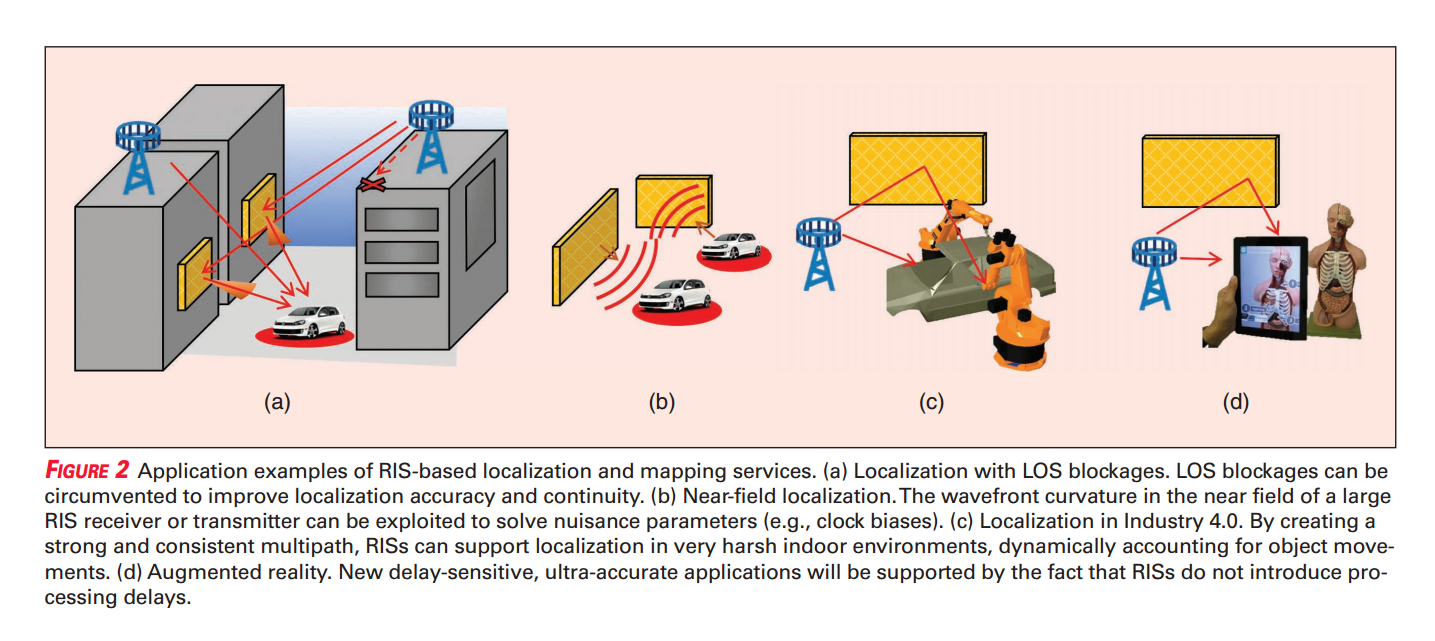 (a)
(b)
(c)
(d)
FIGURE 2 Application examples of RIS-based localization and mapping services. (a) Localization with LOS blockages. LOS blockages can be
circumvented to improve localization accuracy and continuity. (b) Near-field localization. The wavefront curvature in the near field of a large
RIS receiver or transmitter can be exploited to solve nuisance parameters (e.g., clock biases). (c) Localization in Industry 4.0. By creating a
strong and consistent multipath, RISs can support localization in very harsh indoor environments, dynamically accounting for object move-
ments. (d) Augmented reality. New delay-sensitive, ultra-accurate applications will be supported by the fact that RISs do not introduce pro-
cessing delays.